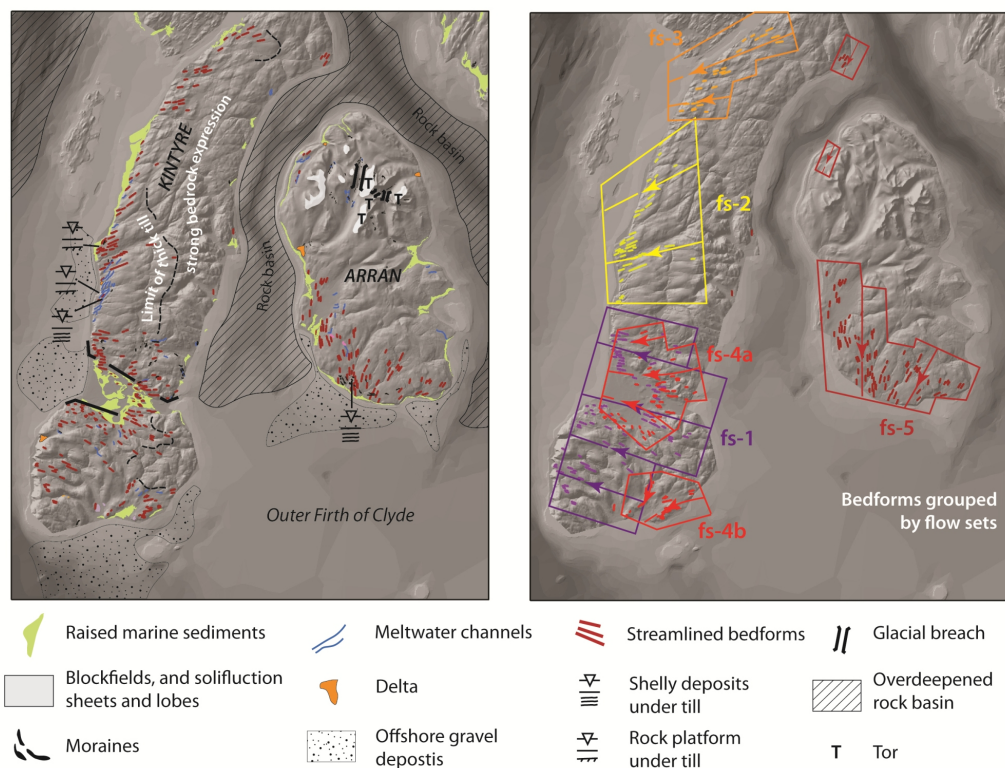 Rock basin
KINTYRE
Limit of thick till
strong bedrock expression
Rock basin
T
T
T
T
ARRAN
Outer Firth of Clyde
fs-3
fs-2
fs-4a
fs-1
fs-5
fs-4b
Bedforms grouped
by flow sets
Raised marine sediments
Meltwater channels
Streamlined bedforms
Glacial breach
Blockfields, and solifluction
sheets and lobes
Delta
Shelly deposits
under till
Overdeepened
rock basin
Moraines
Offshore gravel
depostis
Rock platform
under till
T
Tor